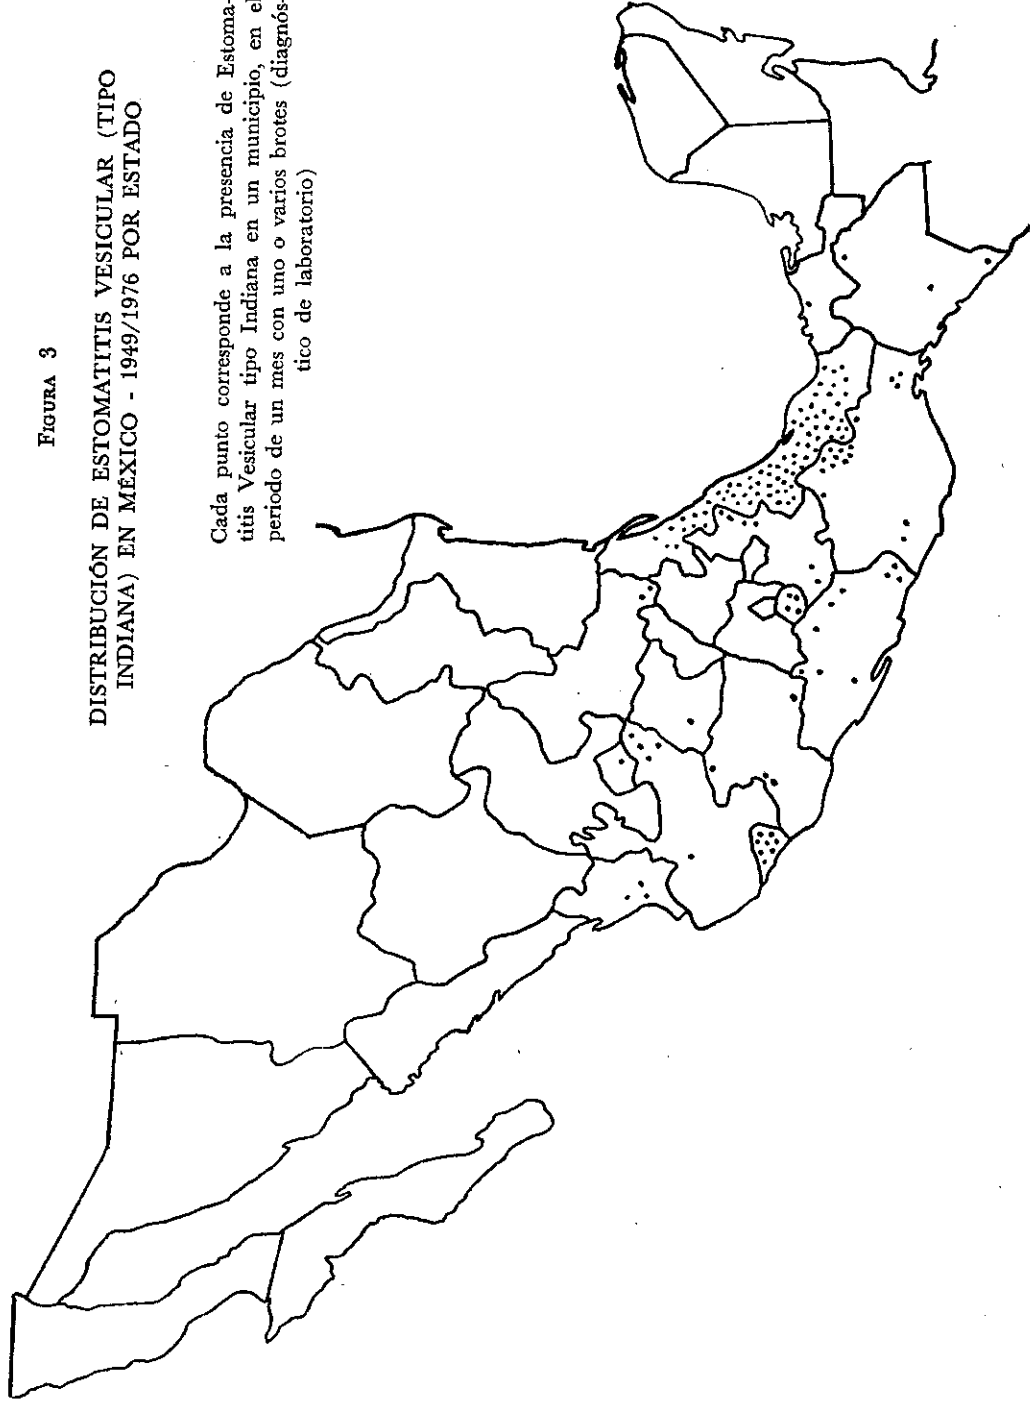 FIGURA 3
DISTRIBUCIÓN DE ESTOMATITIS VESICULAR (TIPO
INDIANA) EN MÉXICO - 1949/1976 POR ESTADO
Cada punto corresponde a la presencia de Estoma-
titis Vesicular tipo Indiana en un municipio, en el
periodo de un mes con uno o varios brotes (diagnós-
tico de laboratorio)